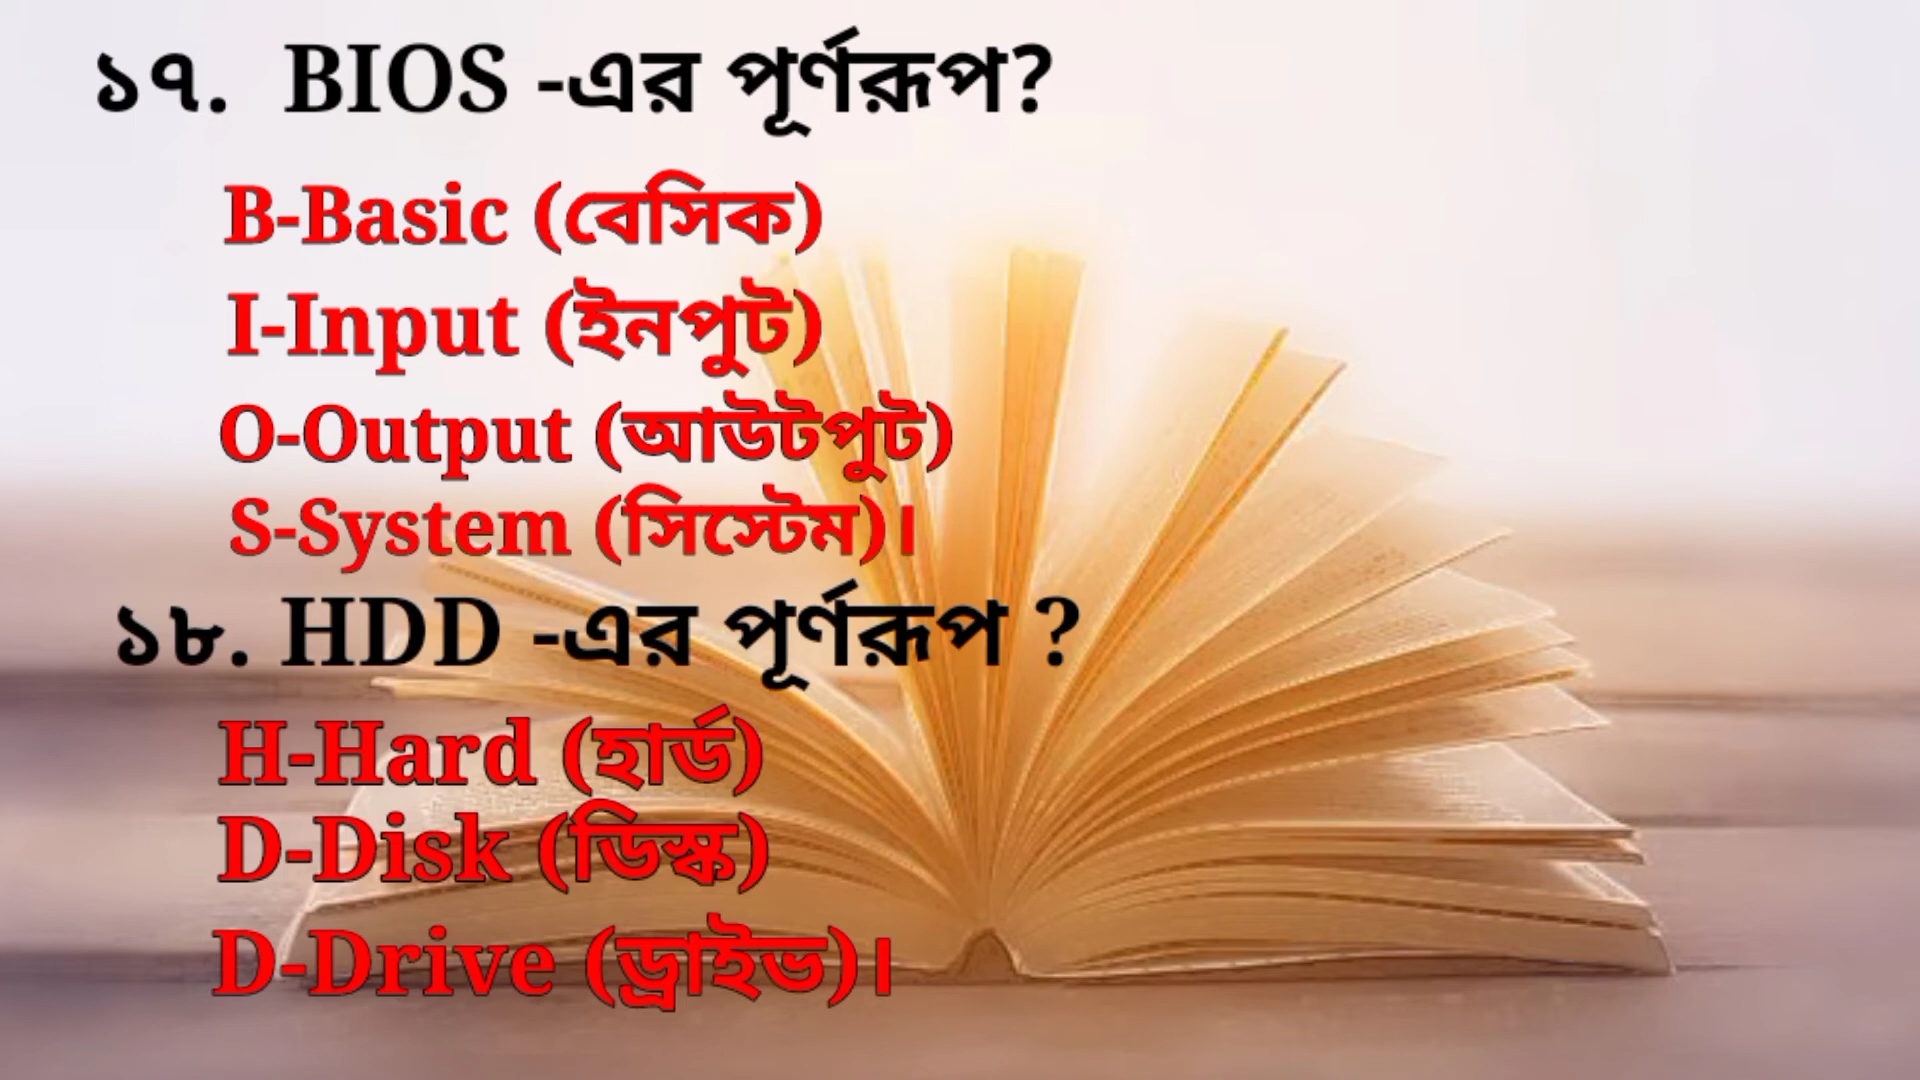 ১৭. BIOS -এর পূর্ণরূপ?
B-Basic (বেসিক)
I-Input (ইনপুট)
O-Output (আউটপুট)
S-System (সিস্টেম)।
১৮. HDD -এর পূর্ণরূপ ?
H-Hard (হার্ড)
D-Disk (ডিস্ক)
D-Drive (ড্রাইভ)।